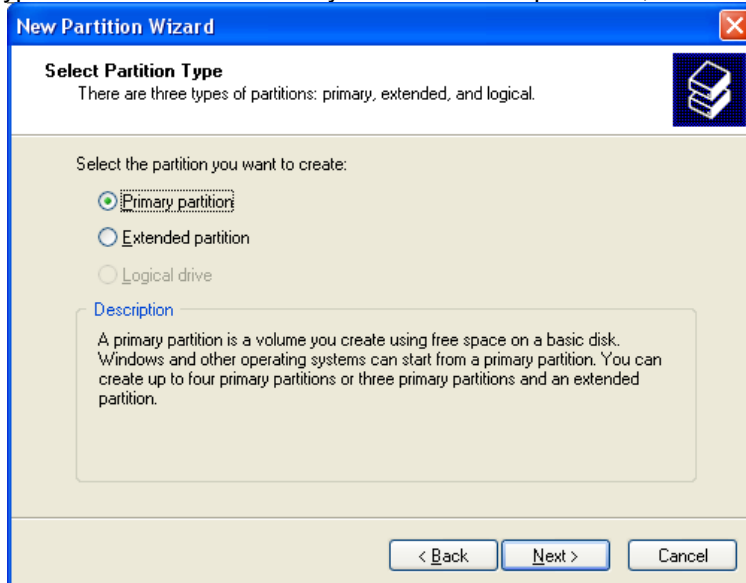 New Partition Wizard
Select Partition Type
There are three types of partitions: primary, extended, and logical.
Select the partition you want to create:
Primary partition
Extended partition
Logical drive
Description
A primary partition is a volume you create using free space on a basic disk.
Windows and other operating systems can start from a primary partition. You can
create up to four primary partitions or three primary partitions and an extended
partition.
< Back
Next >
Cancel